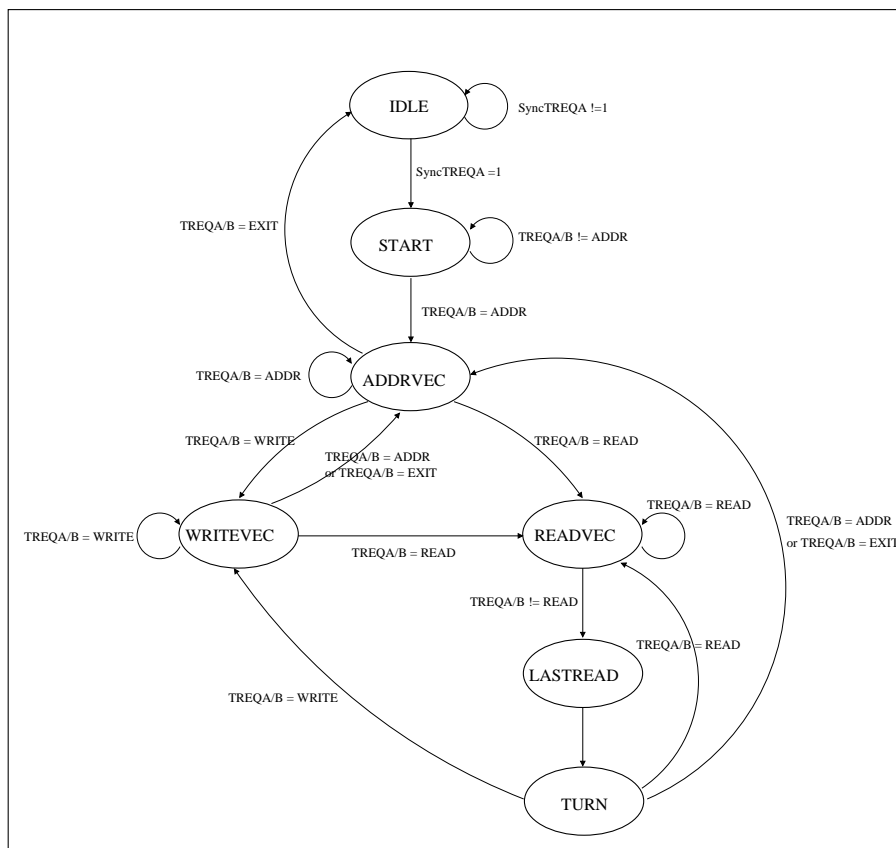 IDLE
SyncTREQA !=1
SyncTREQA =1
TREQA/B = EXIT
START
TREQA/B != ADDR
TREQA/B = ADDR
TREQA/B = ADDR
ADDRVEC
TREQA/B = WRITE
TREQA/B = ADDR
or TREQA/B = EXIT
TREQA/B = READ
TREQA/B = WRITE
WRITEVEC
TREQA/B = READ
READVEC
TREQA/B = READ
TREQA/B = ADDR
or TREQA/B = EXIT
TREQA/B != READ
TREQA/B = READ
LASTREAD
TREQA/B = WRITE
TURN